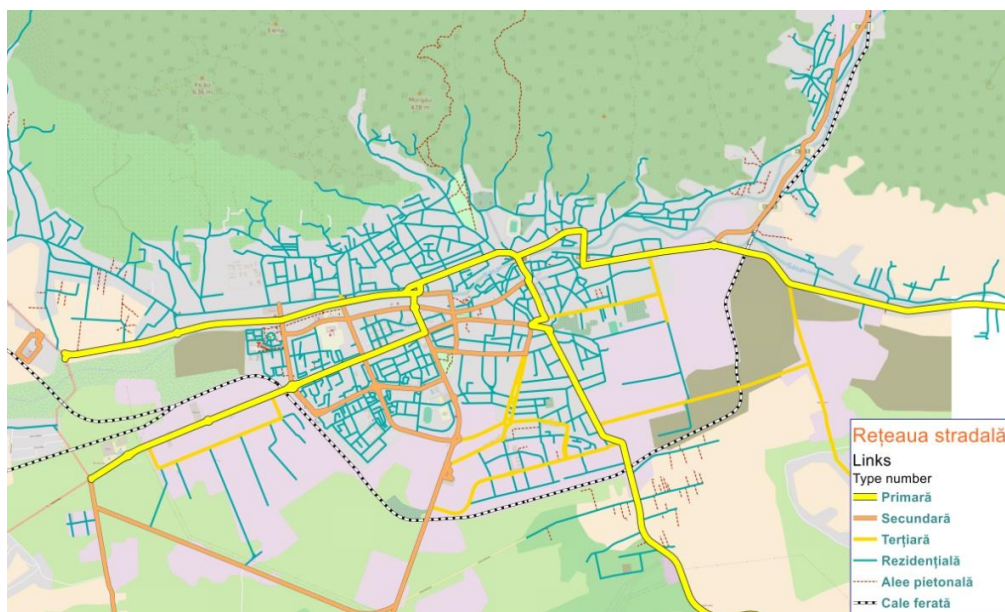 Rețeaua stradală
Links
Type number
Primară
Secundară
Terțiară
Rezidențială
Alee pietonală
Cale ferată